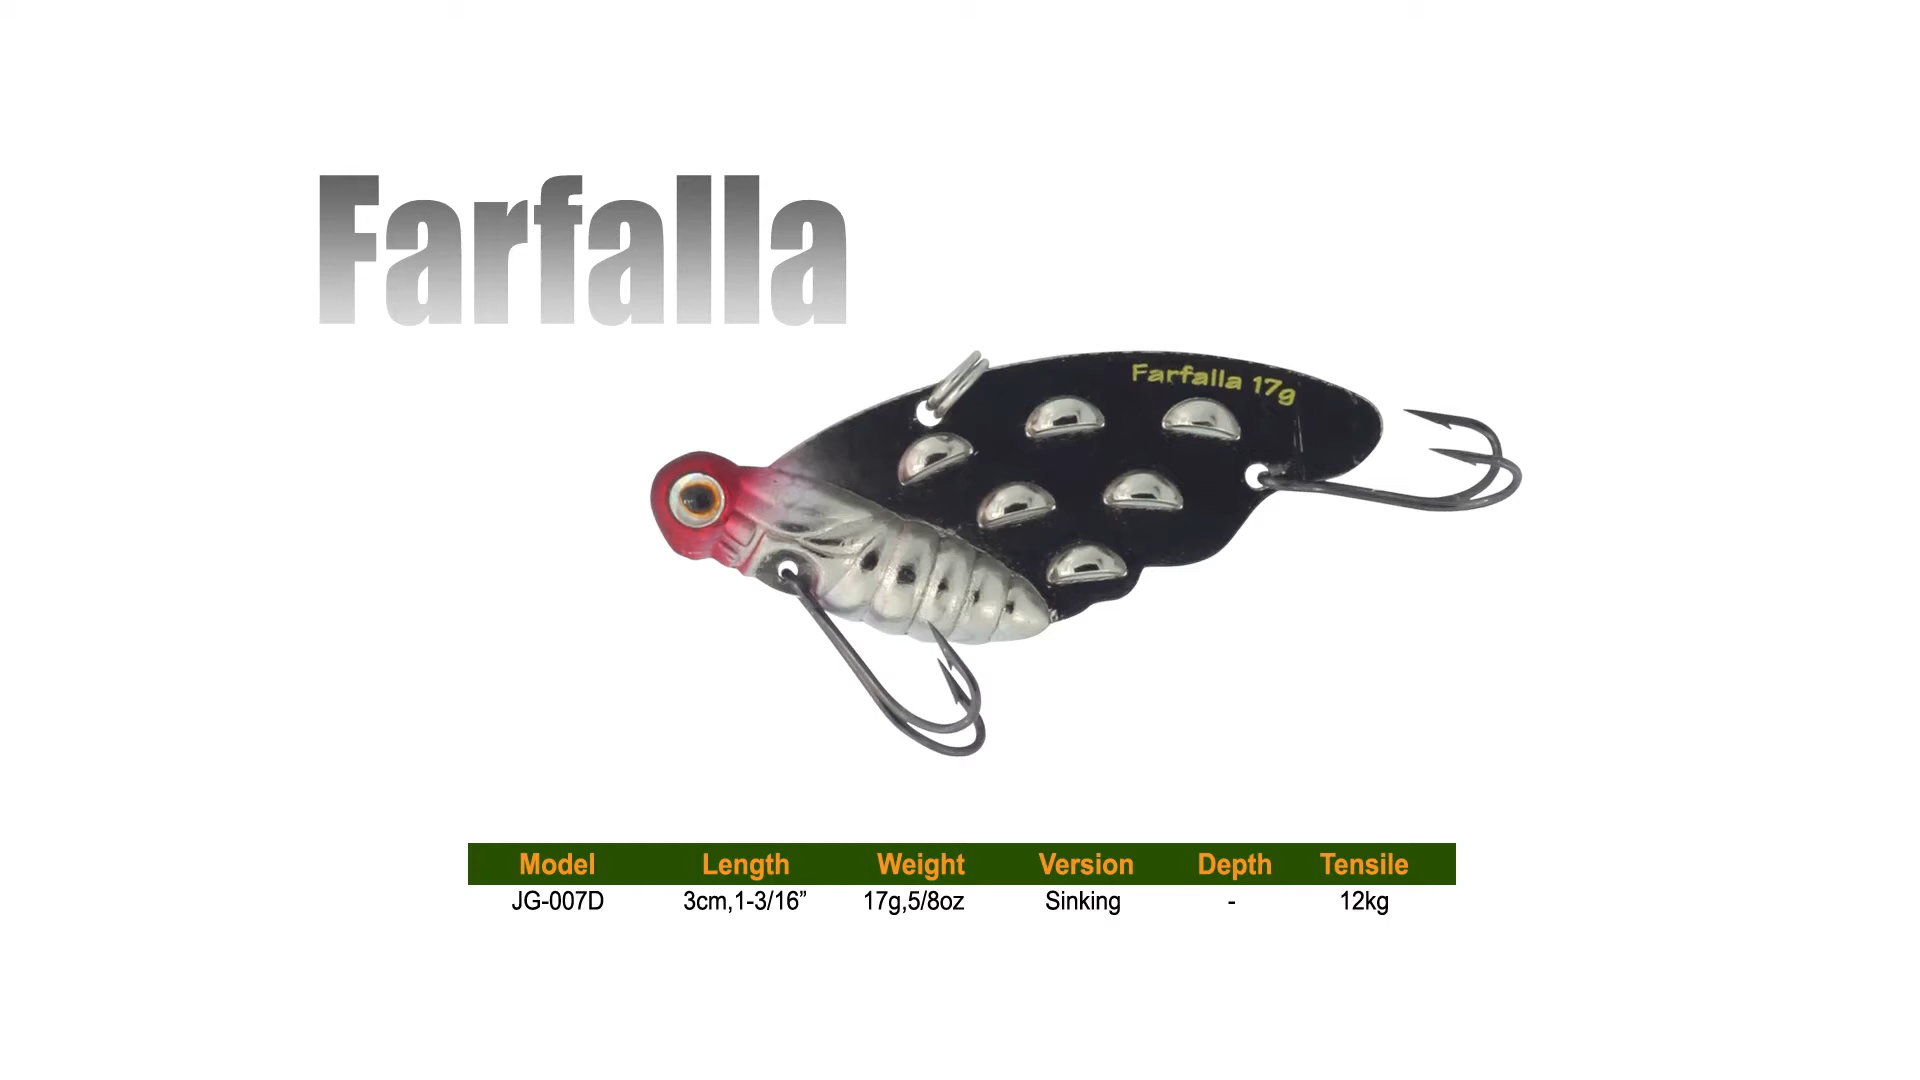 Farfalla
Farfalla 17g
Model Length Weight Version Depth Tensile
JG-007D 3cm,1-3/16” 17g,5/8oz Sinking - 12kg